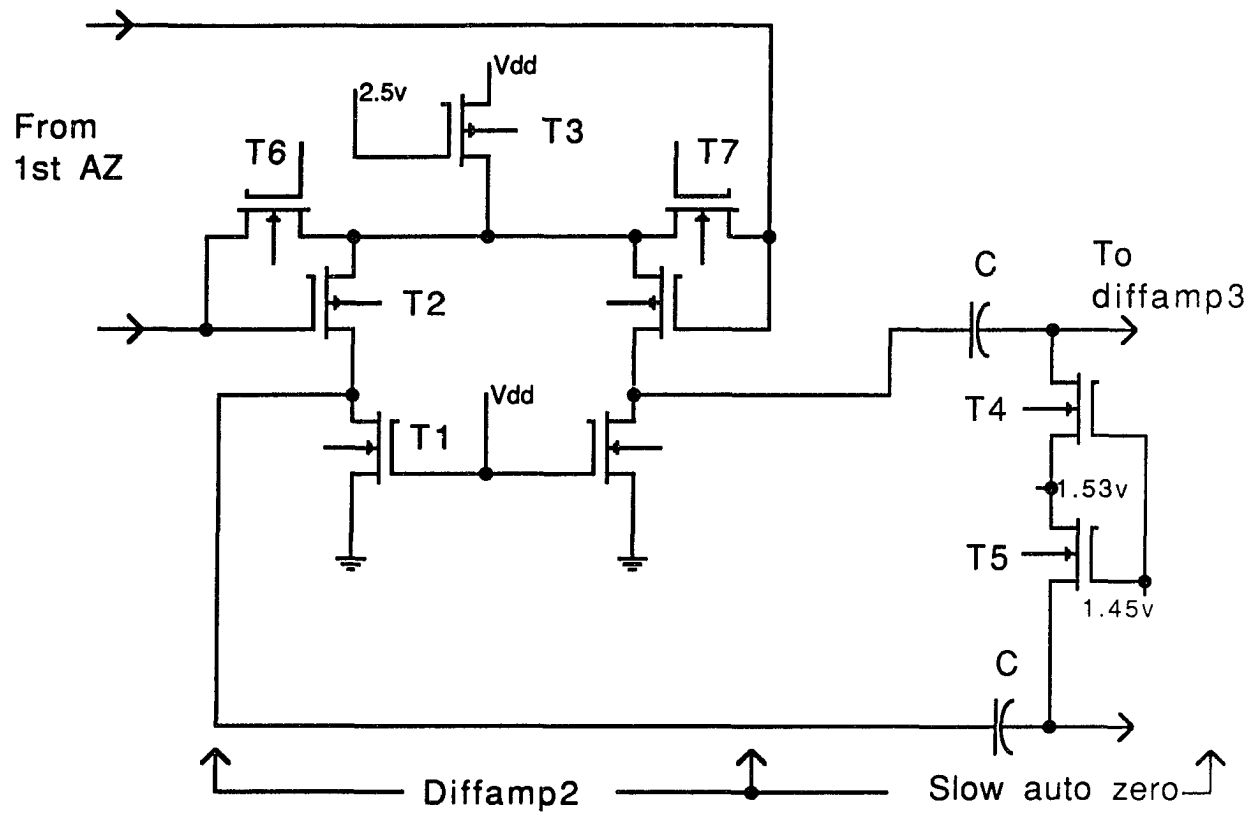 Vdd
2.5v
T3
From
1st AZ
T6
T7
T2
C
To
diffamp3
Vdd
T1
T4
1.53v
T5
1.45v
C
Diffamp2
Slow auto zero